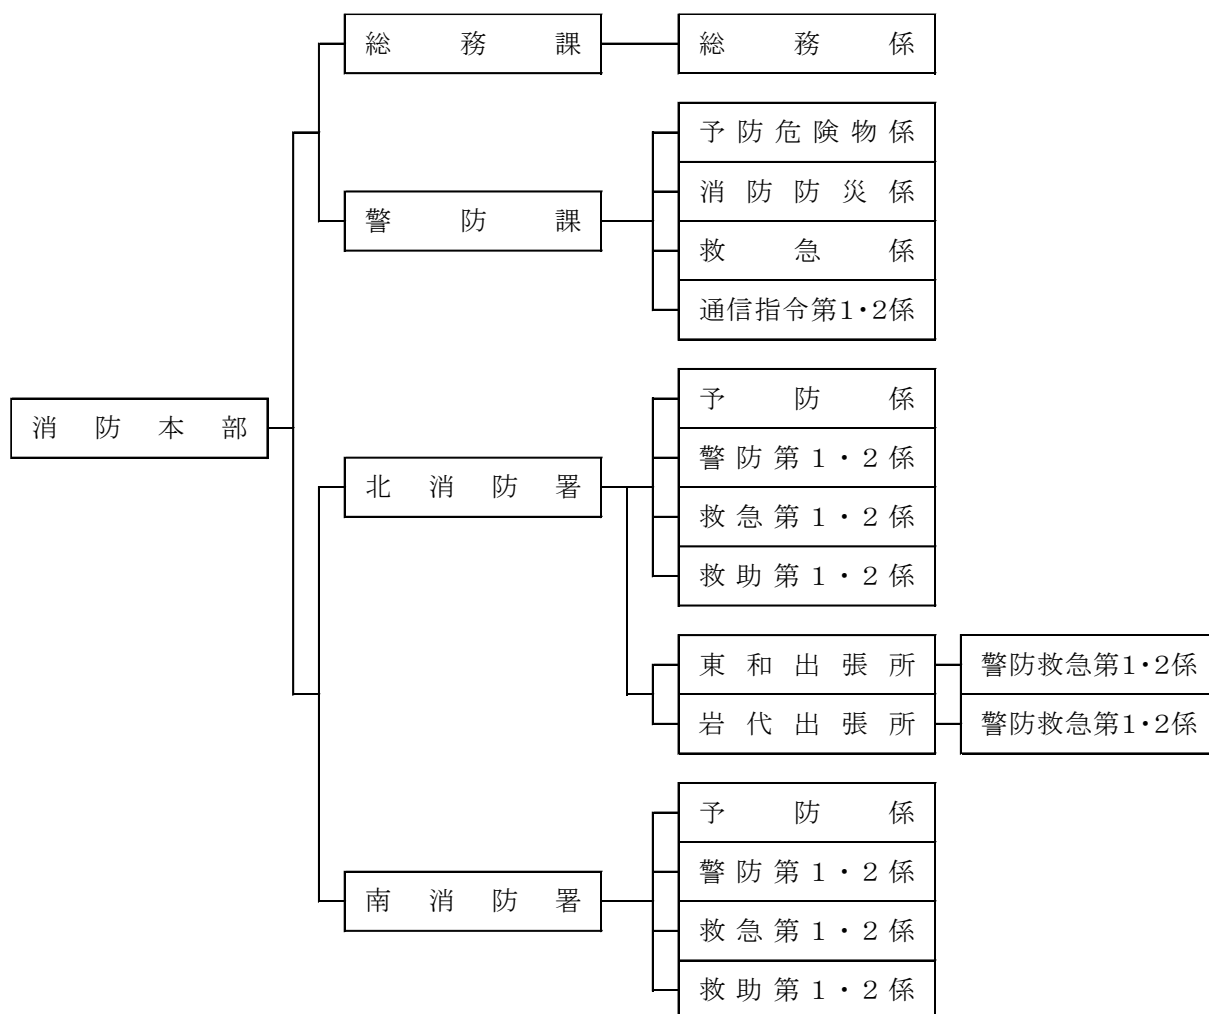 総務課
総務係
予防危険物係
消防防災係
警防課
救急係
通信指令第1・2係
消防本部
予防係
警防第1・2係
北消防署
救急第1・2係
救助第1・2係
東和出張所
警防救急第1・2係
岩代出張所
警防救急第1・2係
予防係
警防第1・2係
南消防署
救急第1・2係
救助第1・2係